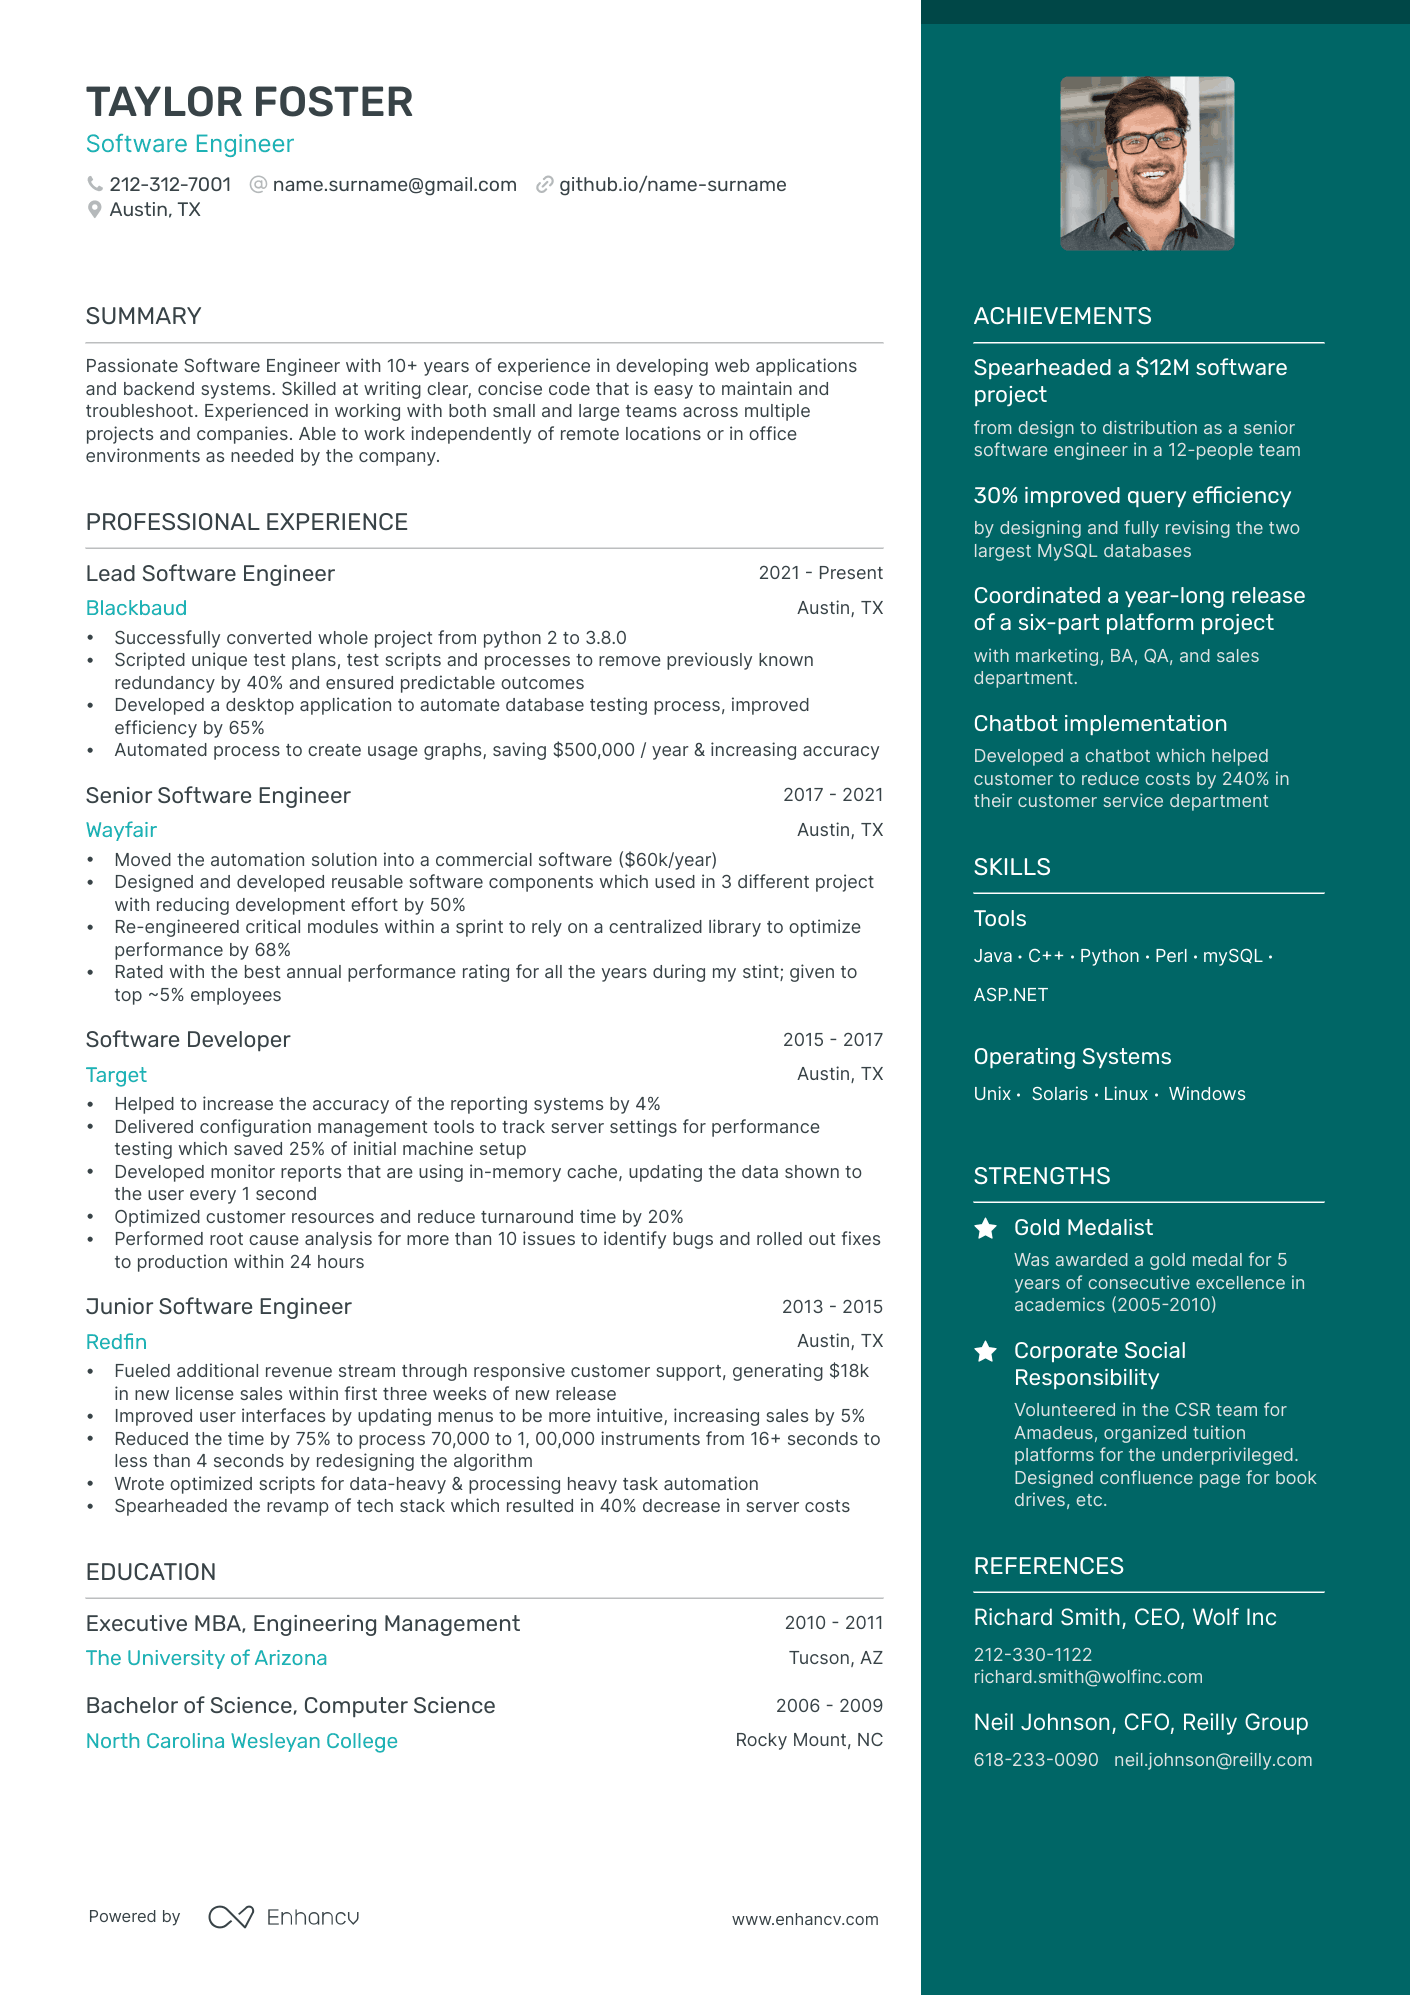 TAYLOR FOSTER
Software Engineer
212-312-7001 name.surname@gmail.com github.io/name-surname
Austin, TX
SUMMARY
Passionate Software Engineer with 10+ years of experience in developing web applications
and backend systems. Skilled at writing clear, concise code that is easy to maintain and
troubleshoot. Experienced in working with both small and large teams across multiple
projects and companies. Able to work independently of remote locations or in office
environments as needed by the company.
PROFESSIONAL EXPERIENCE
Lead Software Engineer 2021 - Present
Blackbaud Austin, TX
• Successfully converted whole project from python 2 to 3.8.0
• Scripted unique test plans, test scripts and processes to remove previously known
redundancy by 40% and ensured predictable outcomes
• Developed a desktop application to automate database testing process, improved
efficiency by 65%
• Automated process to create usage graphs, saving $500,000 / year & increasing accuracy
Senior Software Engineer 2017 - 2021
Wayfair Austin, TX
• Moved the automation solution into a commercial software ($60k/year)
• Designed and developed reusable software components which used in 3 different project
with reducing development effort by 50%
• Re-engineered critical modules within a sprint to rely on a centralized library to optimize
performance by 68%
• Rated with the best annual performance rating for all the years during my stint; given to
top ~5% employees
Software Developer 2015 - 2017
Target Austin, TX
• Helped to increase the accuracy of the reporting systems by 4%
• Delivered configuration management tools to track server settings for performance
testing which saved 25% of initial machine setup
• Developed monitor reports that are using in-memory cache, updating the data shown to
the user every 1 second
• Optimized customer resources and reduce turnaround time by 20%
• Performed root cause analysis for more than 10 issues to identify bugs and rolled out fixes
to production within 24 hours
Junior Software Engineer 2013 - 2015
Redfin Austin, TX
• Fueled additional revenue stream through responsive customer support, generating $18k
in new license sales within first three weeks of new release
• Improved user interfaces by updating menus to be more intuitive, increasing sales by 5%
• Reduced the time by 75% to process 70,000 to 1, 00,000 instruments from 16+ seconds to
less than 4 seconds by redesigning the algorithm
• Wrote optimized scripts for data-heavy & processing heavy task automation
• Spearheaded the revamp of tech stack which resulted in 40% decrease in server costs
EDUCATION
Executive MBA, Engineering Management 2010 - 2011
The University of Arizona Tucson, AZ
Bachelor of Science, Computer Science 2006 - 2009
North Carolina Wesleyan College Rocky Mount, NC
Powered by Enhancv www.enhancv.com
ACHIEVEMENTS
Spearheaded a $12M software
project
from design to distribution as a senior
software engineer in a 12-people team
30% improved query efficiency
by designing and fully revising the two
largest MySQL databases
Coordinated a year-long release
of a six-part platform project
with marketing, BA, QA, and sales
department.
Chatbot implementation
Developed a chatbot which helped
customer to reduce costs by 240% in
their customer service department
SKILLS
Tools
Java • C++ • Python • Perl • mySQL •
ASP.NET
Operating Systems
Unix • Solaris • Linux • Windows
STRENGTHS
Gold Medalist
Was awarded a gold medal for 5
years of consecutive excellence in
academics (2005-2010)
Corporate Social
Responsibility
Volunteered in the CSR team for
Amadeus, organized tuition
platforms for the underprivileged.
Designed confluence page for book
drives, etc.
REFERENCES
Richard Smith, CEO, Wolf Inc
212-330-1122
richard.smith@wolfinc.com
Neil Johnson, CFO, Reilly Group
618-233-0090 neil.johnson@reilly.com